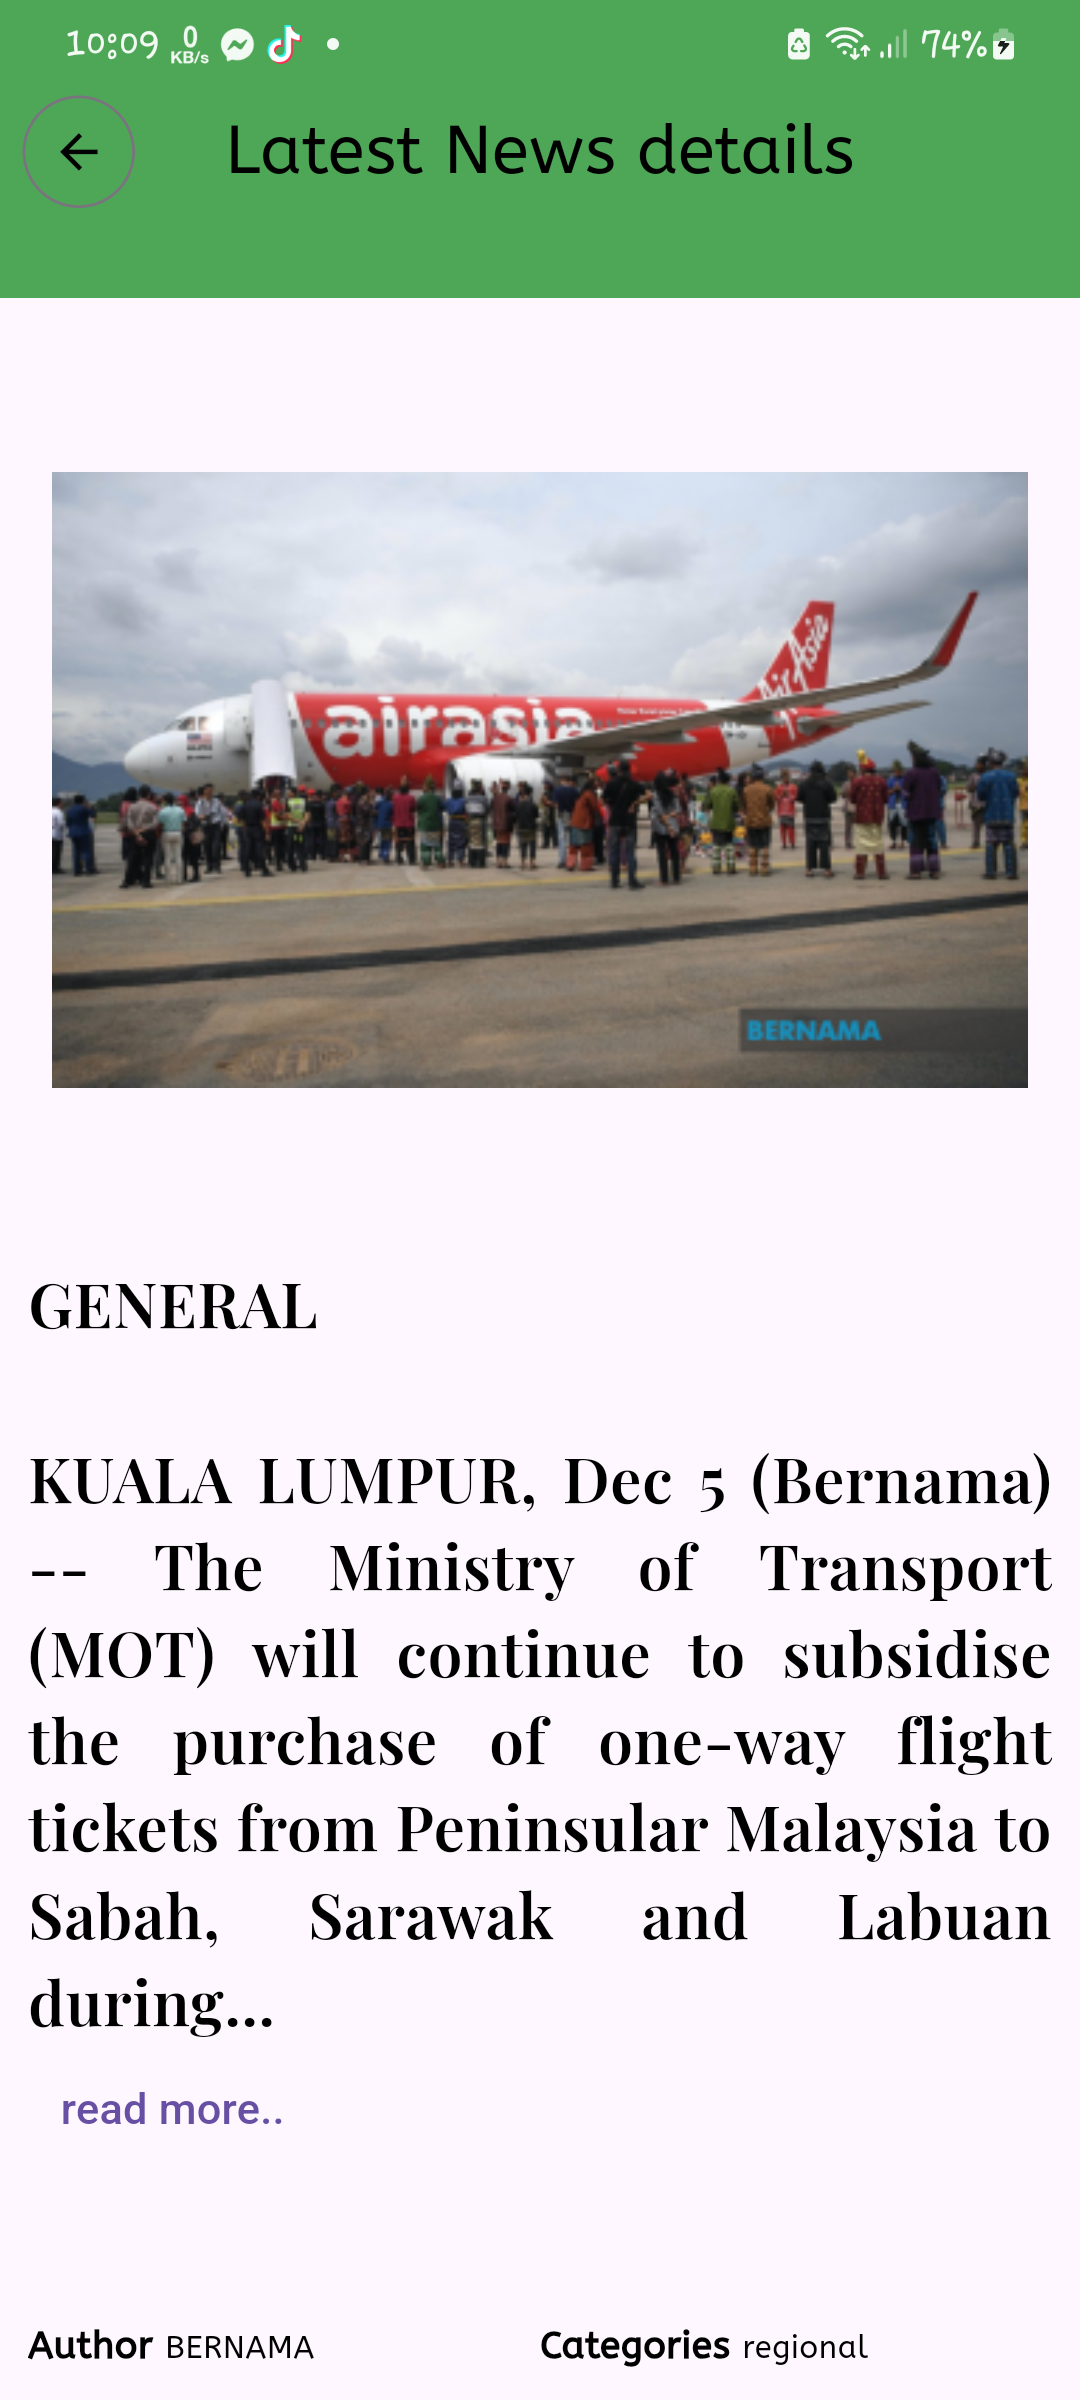 10:09 0 KB/s 74%
Latest News details
airasia
AirAsia
BERNAMA
GENERAL
KUALA LUMPUR, Dec 5 (Bernama)
-- The Ministry of Transport
(MOT) will continue to subsidise
the purchase of one-way flight
tickets from Peninsular Malaysia to
Sabah, Sarawak and Labuan
during...
read more..
Author BERNAMA Categories regional